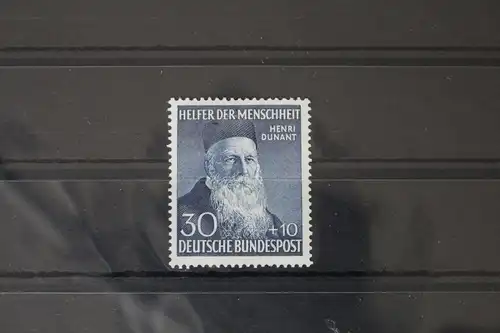 HELFER DER MENSCHHEIT
HENRI
DUNANT
30 +10
DEUTSCHE BUNDESPOST